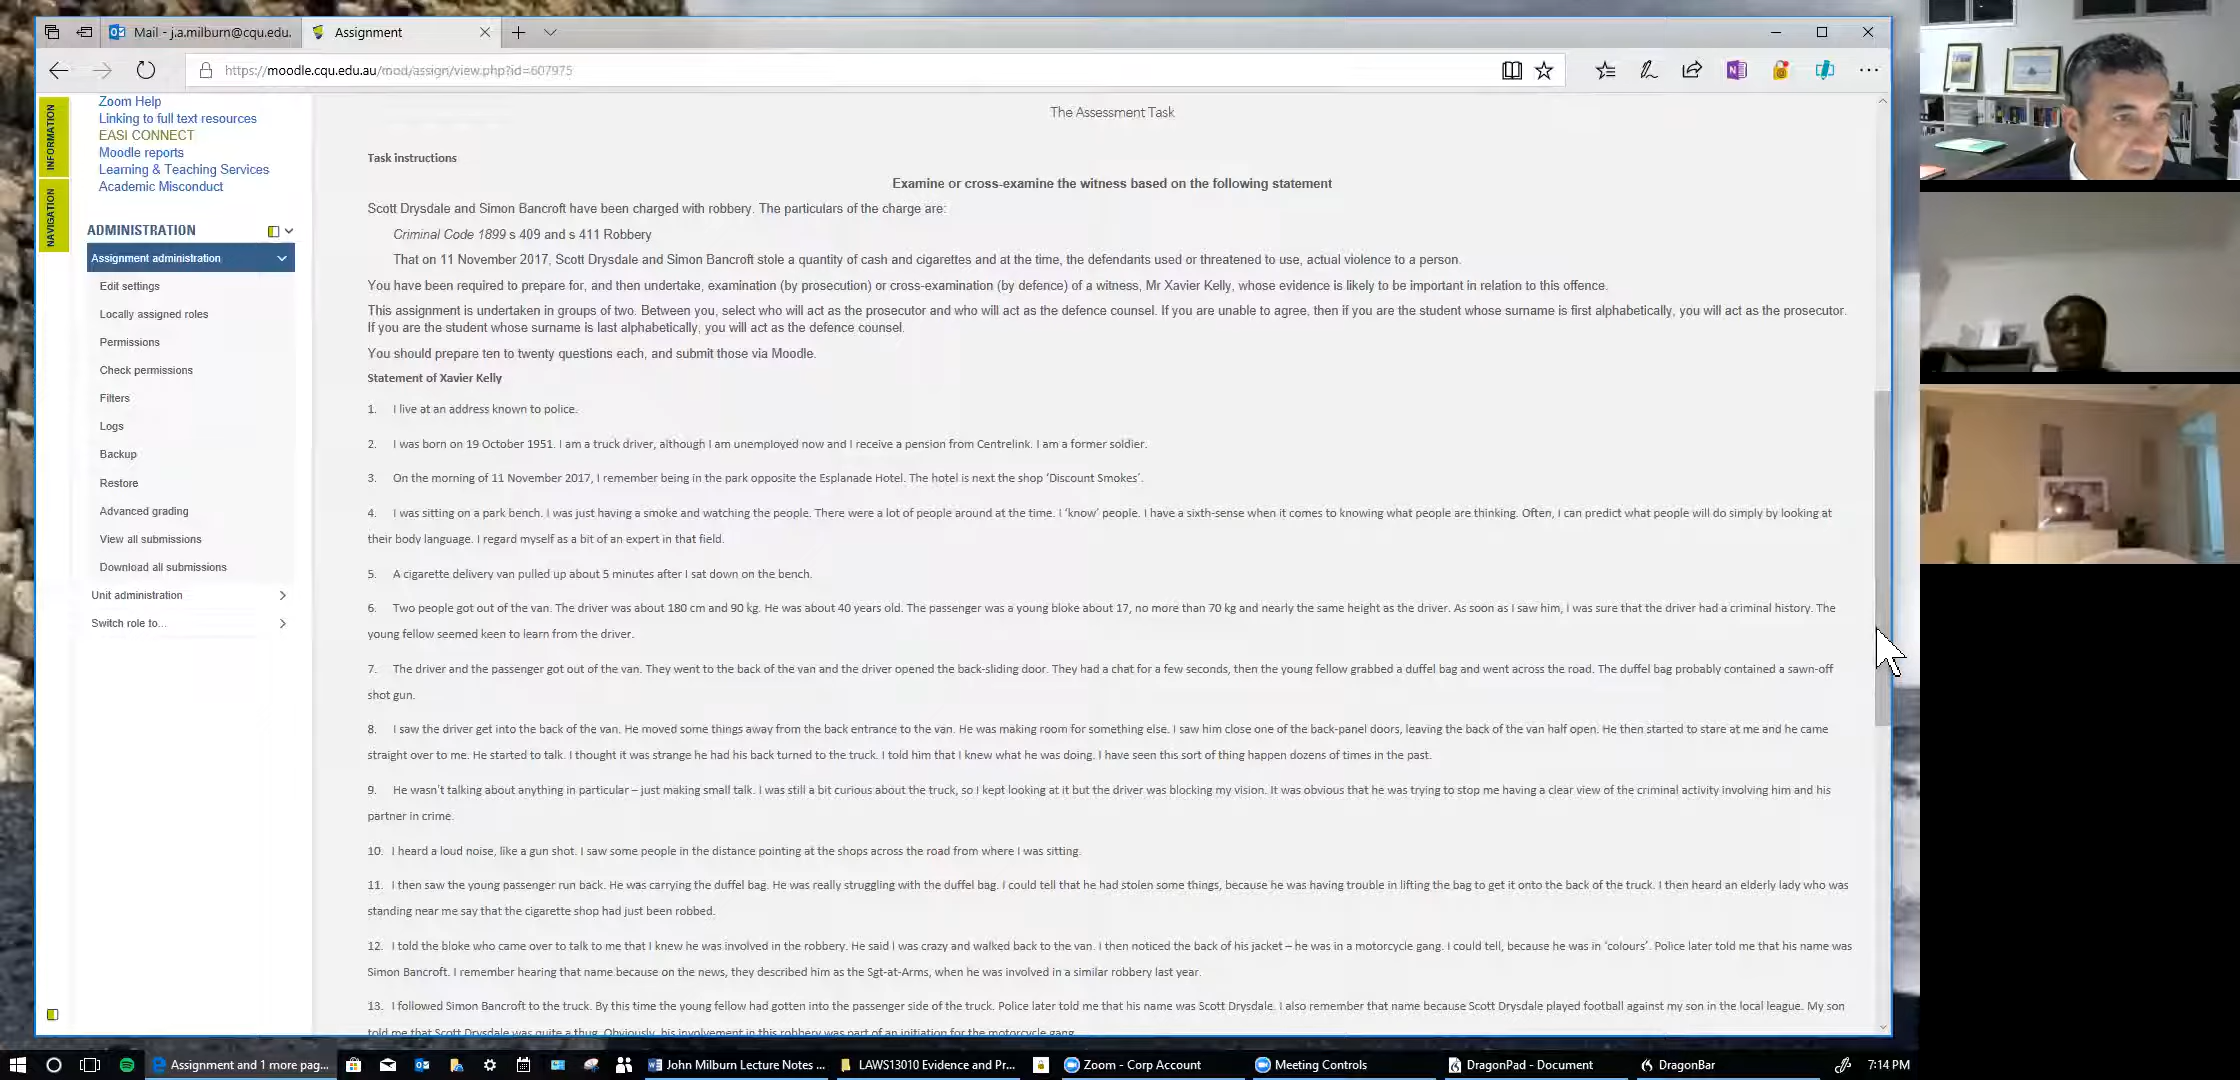 Mail - j.a.milburn@cqu.edu.
Assignment
https://moodle.cqu.edu.au/mod/assign/view.php?id=607975
INFORMATION
NAVIGATION
Zoom Help
Linking to full text resources
EASI CONNECT
Moodle reports
Learning & Teaching Services
Academic Misconduct
ADMINISTRATION
Assignment administration
Edit settings
Locally assigned roles
Permissions
Check permissions
Filters
Logs
Backup
Restore
Advanced grading
View all submissions
Download all submissions
Unit administration
Switch role to...
The Assessment Task
Task instructions
Examine or cross-examine the witness based on the following statement
Scott Drysdale and Simon Bancroft have been charged with robbery. The particulars of the charge are:
Criminal Code 1899 s 409 and s 411 Robbery
That on 11 November 2017, Scott Drysdale and Simon Bancroft stole a quantity of cash and cigarettes and at the time, the defendants used or threatened to use, actual violence to a person.
You have been required to prepare for, and then undertake, examination (by prosecution) or cross-examination (by defence) of a witness, Mr Xavier Kelly, whose evidence is likely to be important in relation to this offence.
This assignment is undertaken in groups of two. Between you, select who will act as the prosecutor and who will act as the defence counsel. If you are unable to agree, then if you are the student whose surname is first alphabetically, you will act as the prosecutor.
If you are the student whose surname is last alphabetically, you will act as the defence counsel.
You should prepare ten to twenty questions each, and submit those via Moodle.
Statement of Xavier Kelly
1. I live at an address known to police.
2. I was born on 19 October 1951. I am a truck driver, although I am unemployed now and I receive a pension from Centrelink. I am a former soldier.
3. On the morning of 11 November 2017, I remember being in the park opposite the Esplanade Hotel. The hotel is next the shop ‘Discount Smokes’.
4. I was sitting on a park bench. I was just having a smoke and watching the people. There were a lot of people around at the time. I ‘know’ people. I have a sixth-sense when it comes to knowing what people are thinking. Often, I can predict what people will do simply by looking at
their body language. I regard myself as a bit of an expert in that field.
5. A cigarette delivery van pulled up about 5 minutes after I sat down on the bench.
6. Two people got out of the van. The driver was about 180 cm and 90 kg. He was about 40 years old. The passenger was a young bloke about 17, no more than 70 kg and nearly the same height as the driver. As soon as I saw him, I was sure that the driver had a criminal history. The
young fellow seemed keen to learn from the driver.
7. The driver and the passenger got out of the van. They went to the back of the van and the driver opened the back-sliding door. They had a chat for a few seconds, then the young fellow grabbed a duffel bag and went across the road. The duffel bag probably contained a sawn-off
shot gun.
8. I saw the driver get into the back of the van. He moved some things away from the back entrance to the van. He was making room for something else. I saw him close one of the back-panel doors, leaving the back of the van half open. He then started to stare at me and he came
straight over to me. He started to talk. I thought it was strange he had his back turned to the truck. I told him that I knew what he was doing. I have seen this sort of thing happen dozens of times in the past.
9. He wasn't talking about anything in particular – just making small talk. I was still a bit curious about the truck, so I kept looking at it but the driver was blocking my vision. It was obvious that he was trying to stop me having a clear view of the criminal activity involving him and his
partner in crime.
10. I heard a loud noise, like a gun shot. I saw some people in the distance pointing at the shops across the road from where I was sitting.
11. I then saw the young passenger run back. He was carrying the duffel bag. He was really struggling with the duffel bag. I could tell that he had stolen some things, because he was having trouble in lifting the bag to get it onto the back of the truck. I then heard an elderly lady who was
standing near me say that the cigarette shop had just been robbed.
12. I told the bloke who came over to talk to me that I knew he was involved in the robbery. He said I was crazy and walked back to the van. I then noticed the back of his jacket – he was in a motorcycle gang. I could tell, because he was in ‘colours’. Police later told me that his name was
Simon Bancroft. I remember hearing that name because on the news, they described him as the Sgt-at-Arms, when he was involved in a similar robbery last year.
13. I followed Simon Bancroft to the truck. By this time the young fellow had gotten into the passenger side of the truck. Police later told me that his name was Scott Drysdale. I also remember that name because Scott Drysdale played football against my son in the local league. My son
told me that Scott Drysdale was quite a thug. Obviously, his involvement in this robbery was part of an initiation for the motorcycle gang.
Assignment and 1 more pag...
John Milburn Lecture Notes ...
LAWS13010 Evidence and Pr...
Zoom - Corp Account
Meeting Controls
DragonPad - Document
DragonBar
7:14 PM